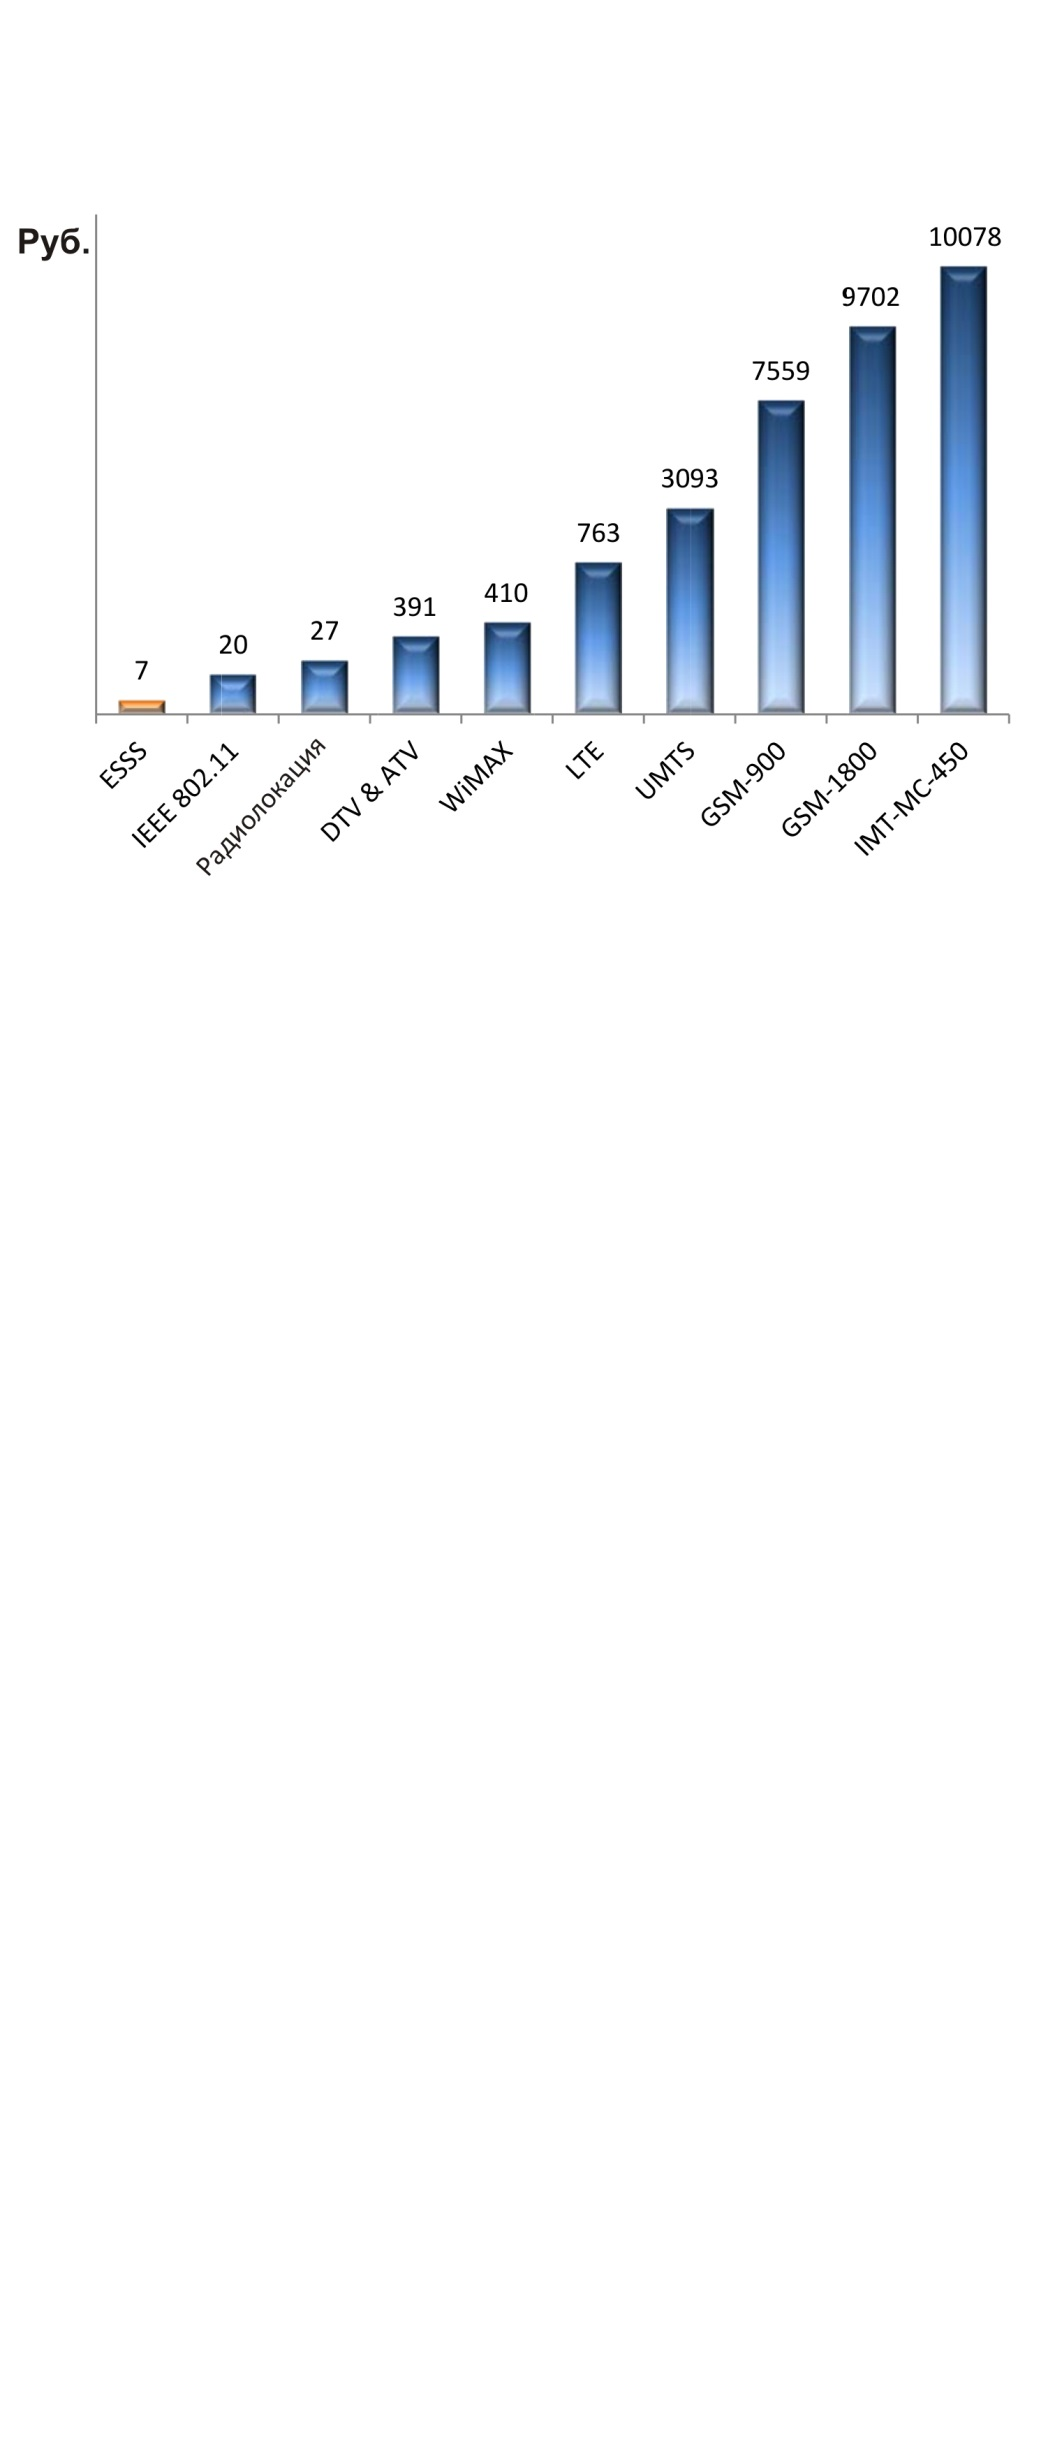 Руб.
10078
9702
7559
3093
763
410
391
27
20
7
ESSS
IEEE 802.11
Радиолокация
DTV & ATV
WiMAX
LTE
UMTS
GSM-900
GSM-1800
IMT-MC-450